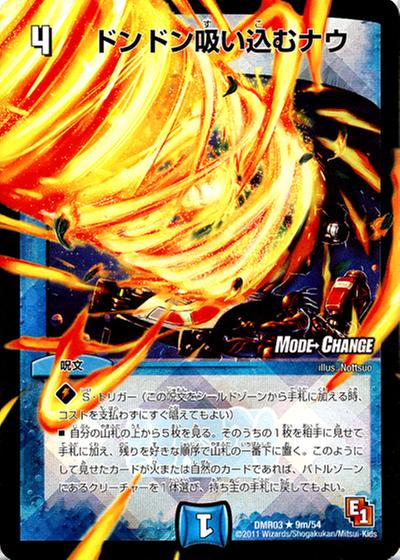 4
ドンドン吸い込むナウ
MODE→CHANGE
illus. Nottsuo
呪文
S・トリガー (この呪文をシールドゾーンから手札に加える時、
コストを支払わずにすぐ唱えてもよい)
■ 自分の山札の上から5枚を見る。そのうちの1枚を相手に見せて
手札に加え、残りを好きな順序で山札の一番下に置く。このように
して見せたカードが火または自然のカードであれば、バトルゾーン
にあるクリーチャーを1体選び、持ち主の手札に戻してもよい。
E1
1
DMR03 ★ 9m/54
©2011 Wizards/Shogakukan/Mitsui-Kids